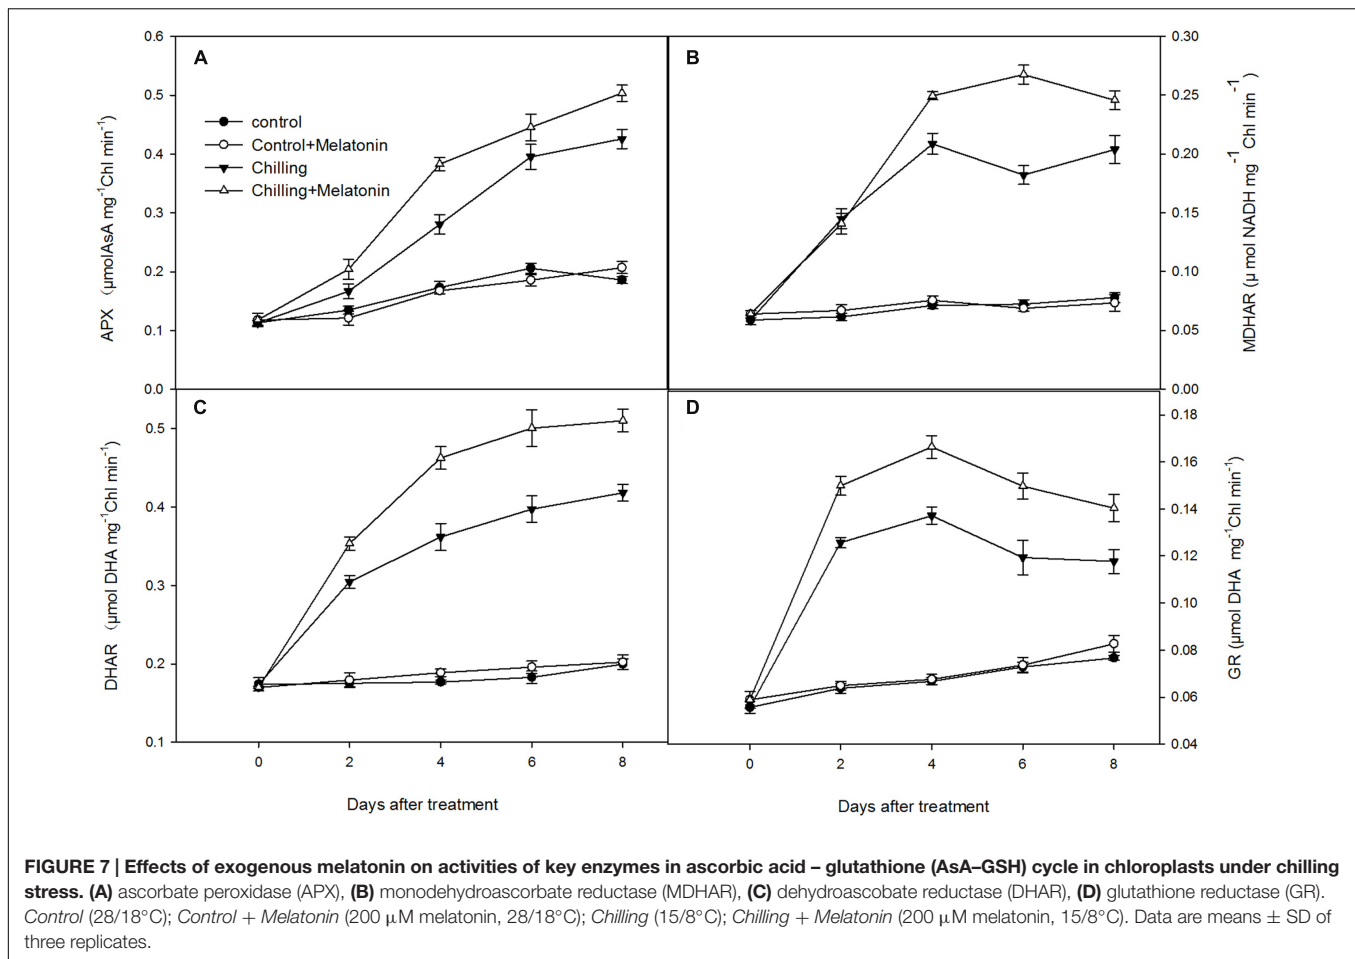 A
B
0.6
0.5
0.4
0.3
0.2
0.1
0.0
APX (μmolAsA mg-1Chl min-1)
control
Control+Melatonin
Chilling
Chilling+Melatonin
0.30
0.25
0.20
0.15
0.10
0.05
0.00
MDHAR (μ mol NADH mg-1 Chl min-1)
C
D
0.5
0.4
0.3
0.2
0.1
DHAR (μmol DHA mg-1Chl min-1)
0.18
0.16
0.14
0.12
0.10
0.08
0.06
0.04
GR (μmol DHA mg-1Chl min-1)
0 2 4 6 8
0 2 4 6 8
Days after treatment
Days after treatment
FIGURE 7 | Effects of exogenous melatonin on activities of key enzymes in ascorbic acid – glutathione (AsA–GSH) cycle in chloroplasts under chilling
stress. (A) ascorbate peroxidase (APX), (B) monodehydroascorbate reductase (MDHAR), (C) dehydroascobate reductase (DHAR), (D) glutathione reductase (GR).
Control (28/18°C); Control + Melatonin (200 μM melatonin, 28/18°C); Chilling (15/8°C); Chilling + Melatonin (200 μM melatonin, 15/8°C). Data are means ± SD of
three replicates.